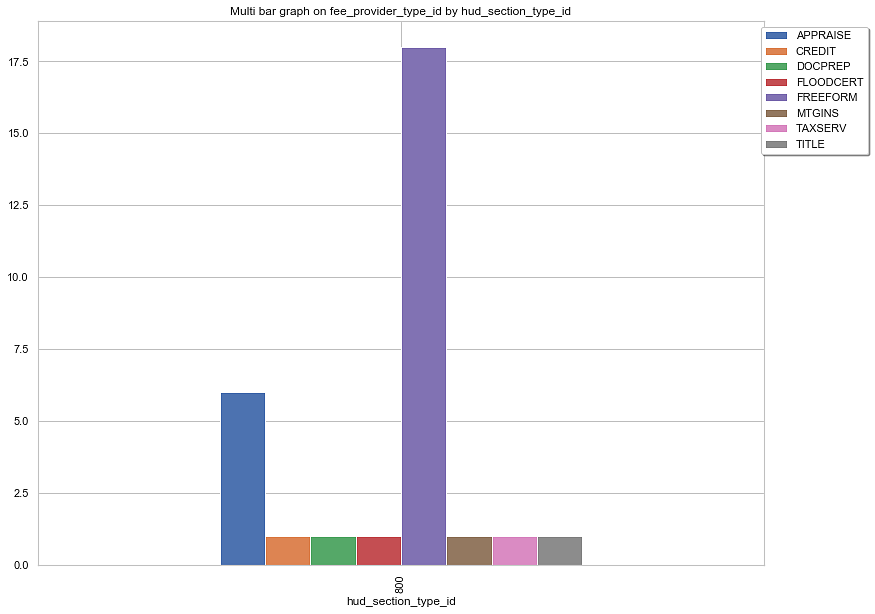 Multi bar graph on fee_provider_type_id by hud_section_type_id
17.5
15.0
12.5
10.0
7.5
5.0
2.5
0.0
800
hud_section_type_id
APPRAISE
CREDIT
DOCPREP
FLOODCERT
FREEFORM
MTGINS
TAXSERV
TITLE